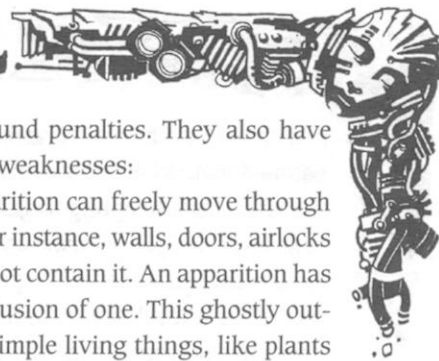 und penalties. They also have
weaknesses:
rition can freely move through
r instance, walls, doors, airlocks
ot contain it. An apparition has
usion of one. This ghostly out-
imple living things, like plants